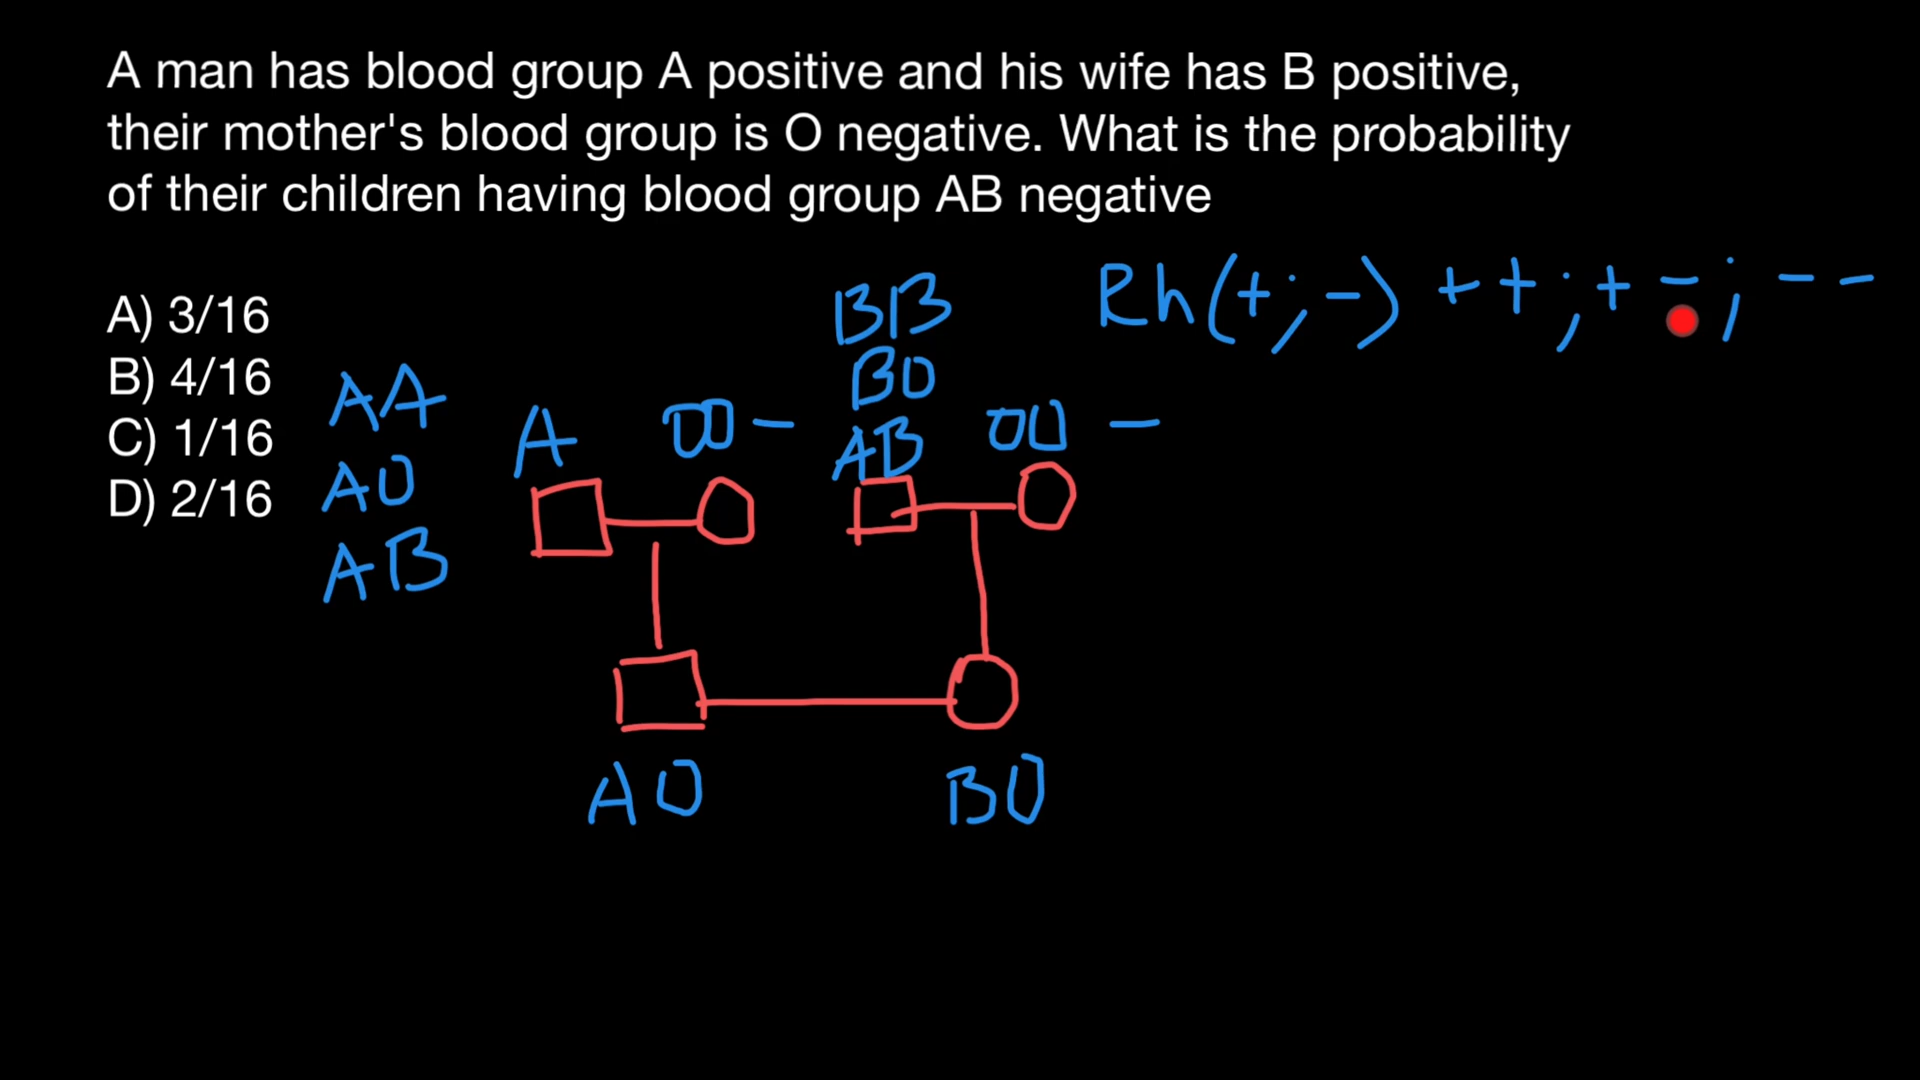 A man has blood group A positive and his wife has B positive,
their mother's blood group is O negative. What is the probability
of their children having blood group AB negative
Rh(+;-) ++;+-;--
A) 3/16
B) 4/16
C) 1/16
D) 2/16
AA
AO
AB
A
OO -
BB
BO
AB
OO -
AO
BO